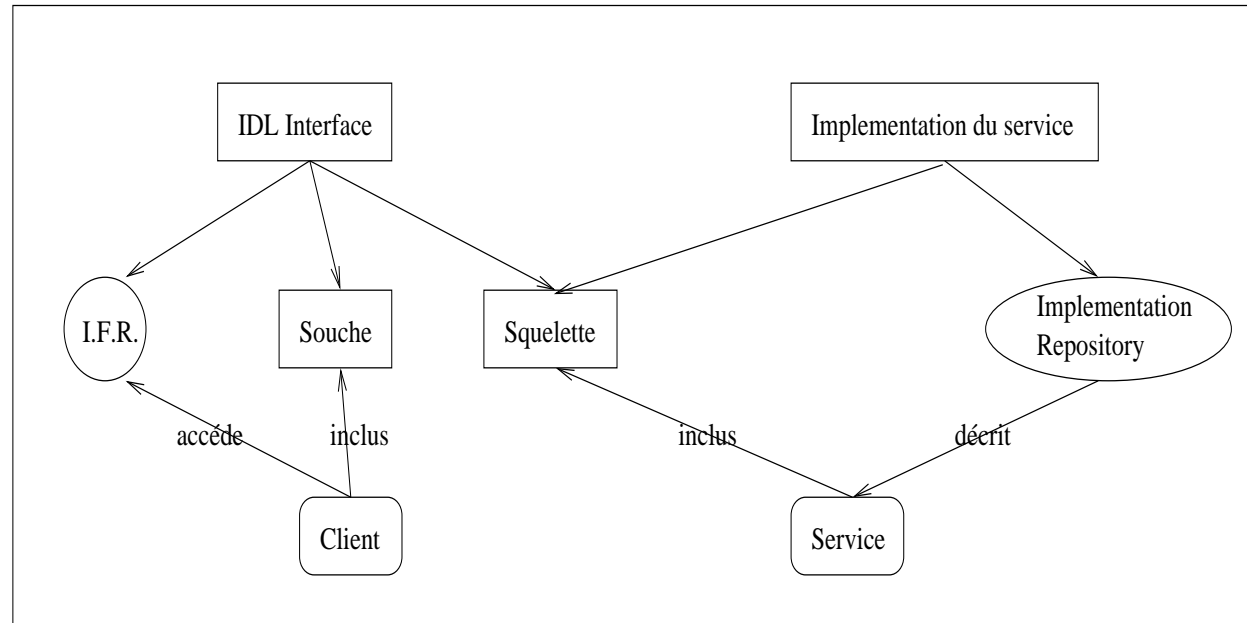 IDL Interface
Implementation du service
I.F.R.
Souche
Squelette
Implementation
Repository
accéde
inclus
inclus
décrit
Client
Service